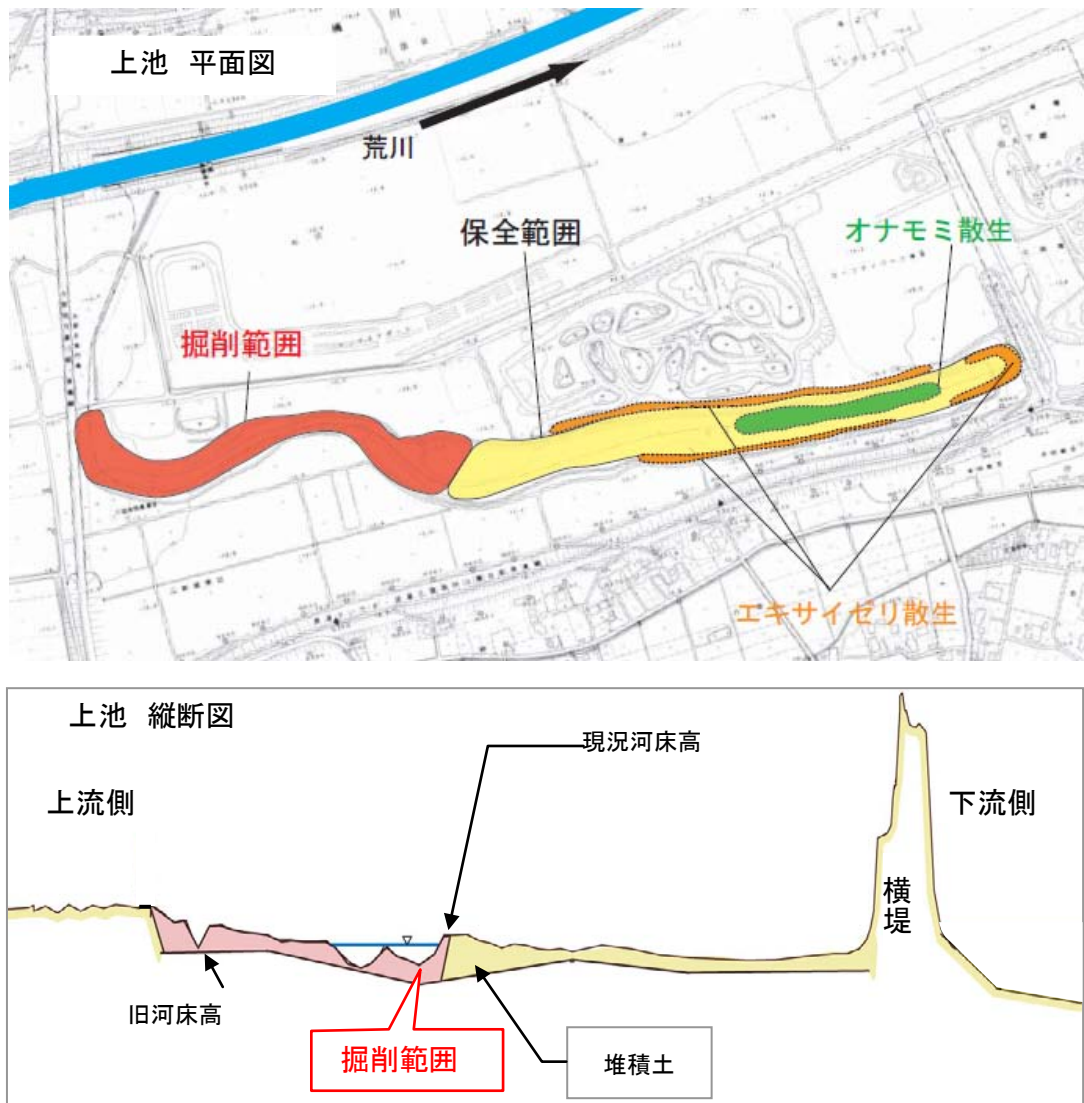 上池 平面図
荒川
保全範囲
オナモミ散生
掘削範囲
エキサイゼリ散生
上池 縦断図
現況河床高
上流側
下流側
横堤
旧河床高
掘削範囲
堆積土